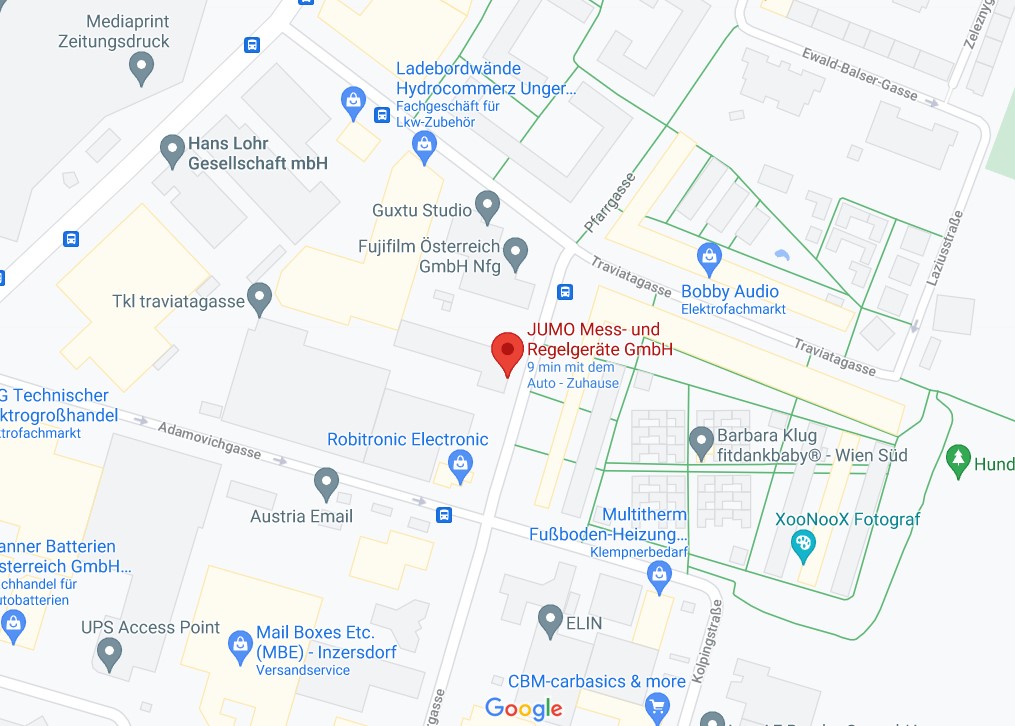 Mediaprint
Zeitungsdruck
Ladebordwände
Hydrocommerz Unger...
Fachgeschäft für
Lkw-Zubehör
Ewald-Balser-Gasse
Hans Lohr
Gesellschaft mbH
Pfarrgasse
Guxtu Studio
Fujifilm Österreich
GmbH Nfg
Laziusstraße
Traviatagasse
Bobby Audio
Elektrofachmarkt
Tkl traviatagasse
JUMO Mess- und
Regelgeräte GmbH
9 min mit dem
Auto - Zuhause
Traviatagasse
G Technischer
ktrogroßhandel
ktrofachmarkt
Adamovichgasse
Robitronic Electronic
Barbara Klug
fitdankbaby® - Wien Süd
Hund
Austria Email
Multitherm
Fußboden-Heizung...
Klempnerbedarf
XooNooX Fotograf
anner Batterien
sterreich GmbH...
chhandel für
utobatterien
UPS Access Point
Mail Boxes Etc.
(MBE) - Inzersdorf
Versandservice
ELIN
Kolpingstraße
CBM-carbasics & more
Google